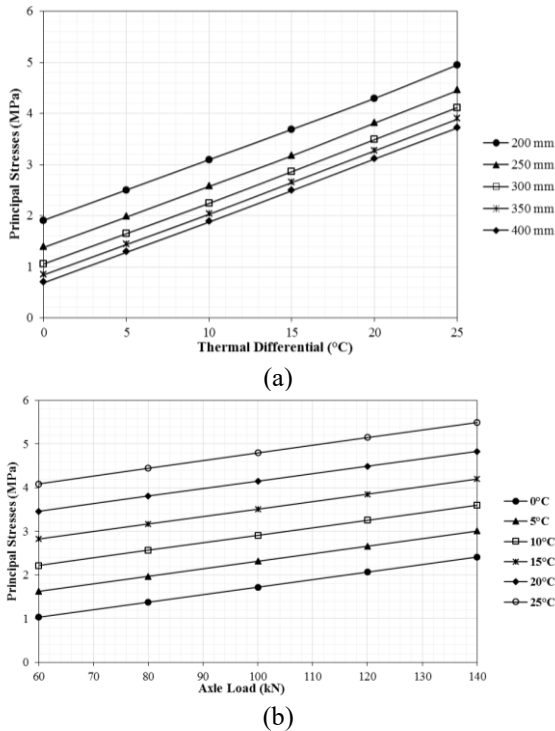 6
5
4
3
2
1
0
Principal Stresses (MPa)
0 5 10 15 20 25
Thermal Differential (°C)
200 mm
250 mm
300 mm
350 mm
400 mm
(a)
6
5
4
3
2
1
0
Principal Stresses (MPa)
60 70 80 90 100 110 120 130 140
Axle Load (kN)
0°C
5°C
10°C
15°C
20°C
25°C
(b)